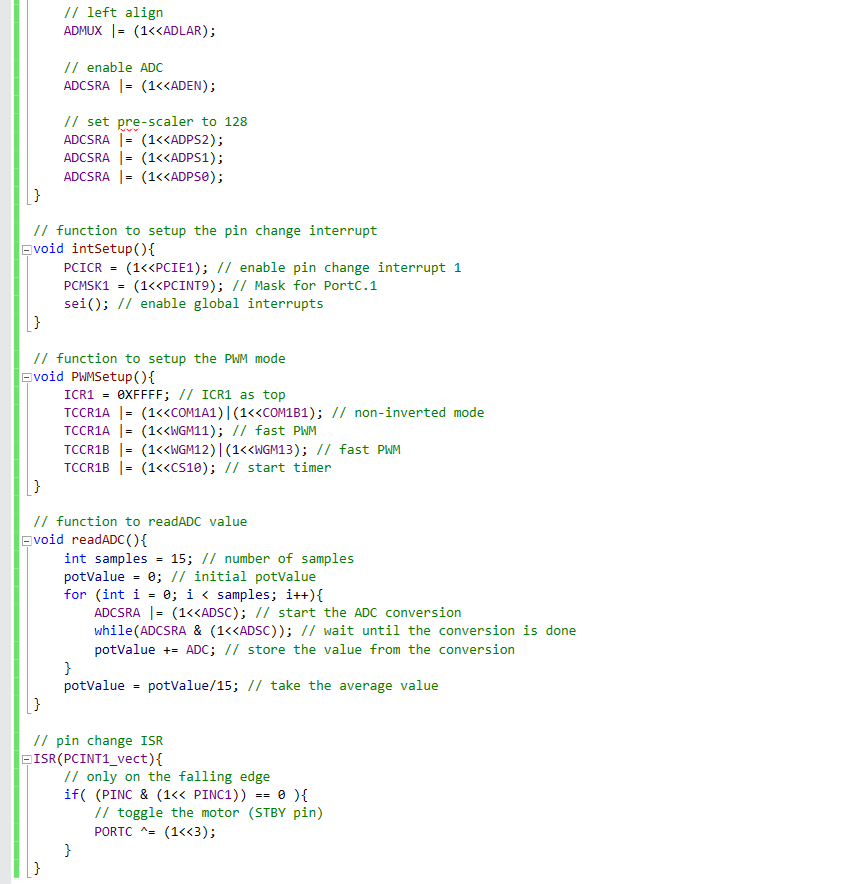 // left align
ADMUX |= (1<<ADLAR);
// enable ADC
ADCSRA |= (1<<ADEN);
// set pre-scaler to 128
ADCSRA |= (1<<ADPS2);
ADCSRA |= (1<<ADPS1);
ADCSRA |= (1<<ADPS0);
}
// function to setup the pin change interrupt
void intSetup(){
PCICR = (1<<PCIE1); // enable pin change interrupt 1
PCMSK1 = (1<<PCINT9); // Mask for PortC.1
sei(); // enable global interrupts
}
// function to setup the PWM mode
void PWMSetup(){
ICR1 = 0XFFFF; // ICR1 as top
TCCR1A |= (1<<COM1A1)|(1<<COM1B1); // non-inverted mode
TCCR1A |= (1<<WGM11); // fast PWM
TCCR1B |= (1<<WGM12)|(1<<WGM13); // fast PWM
TCCR1B |= (1<<CS10); // start timer
}
// function to readADC value
void readADC(){
int samples = 15; // number of samples
potValue = 0; // initial potValue
for (int i = 0; i < samples; i++){
ADCSRA |= (1<<ADSC); // start the ADC conversion
while(ADCSRA & (1<<ADSC)); // wait until the conversion is done
potValue += ADC; // store the value from the conversion
}
potValue = potValue/15; // take the average value
}
// pin change ISR
ISR(PCINT1_vect){
// only on the falling edge
if( (PINC & (1<< PINC1)) == 0 ){
// toggle the motor (STBY pin)
PORTC ^= (1<<3);
}
}